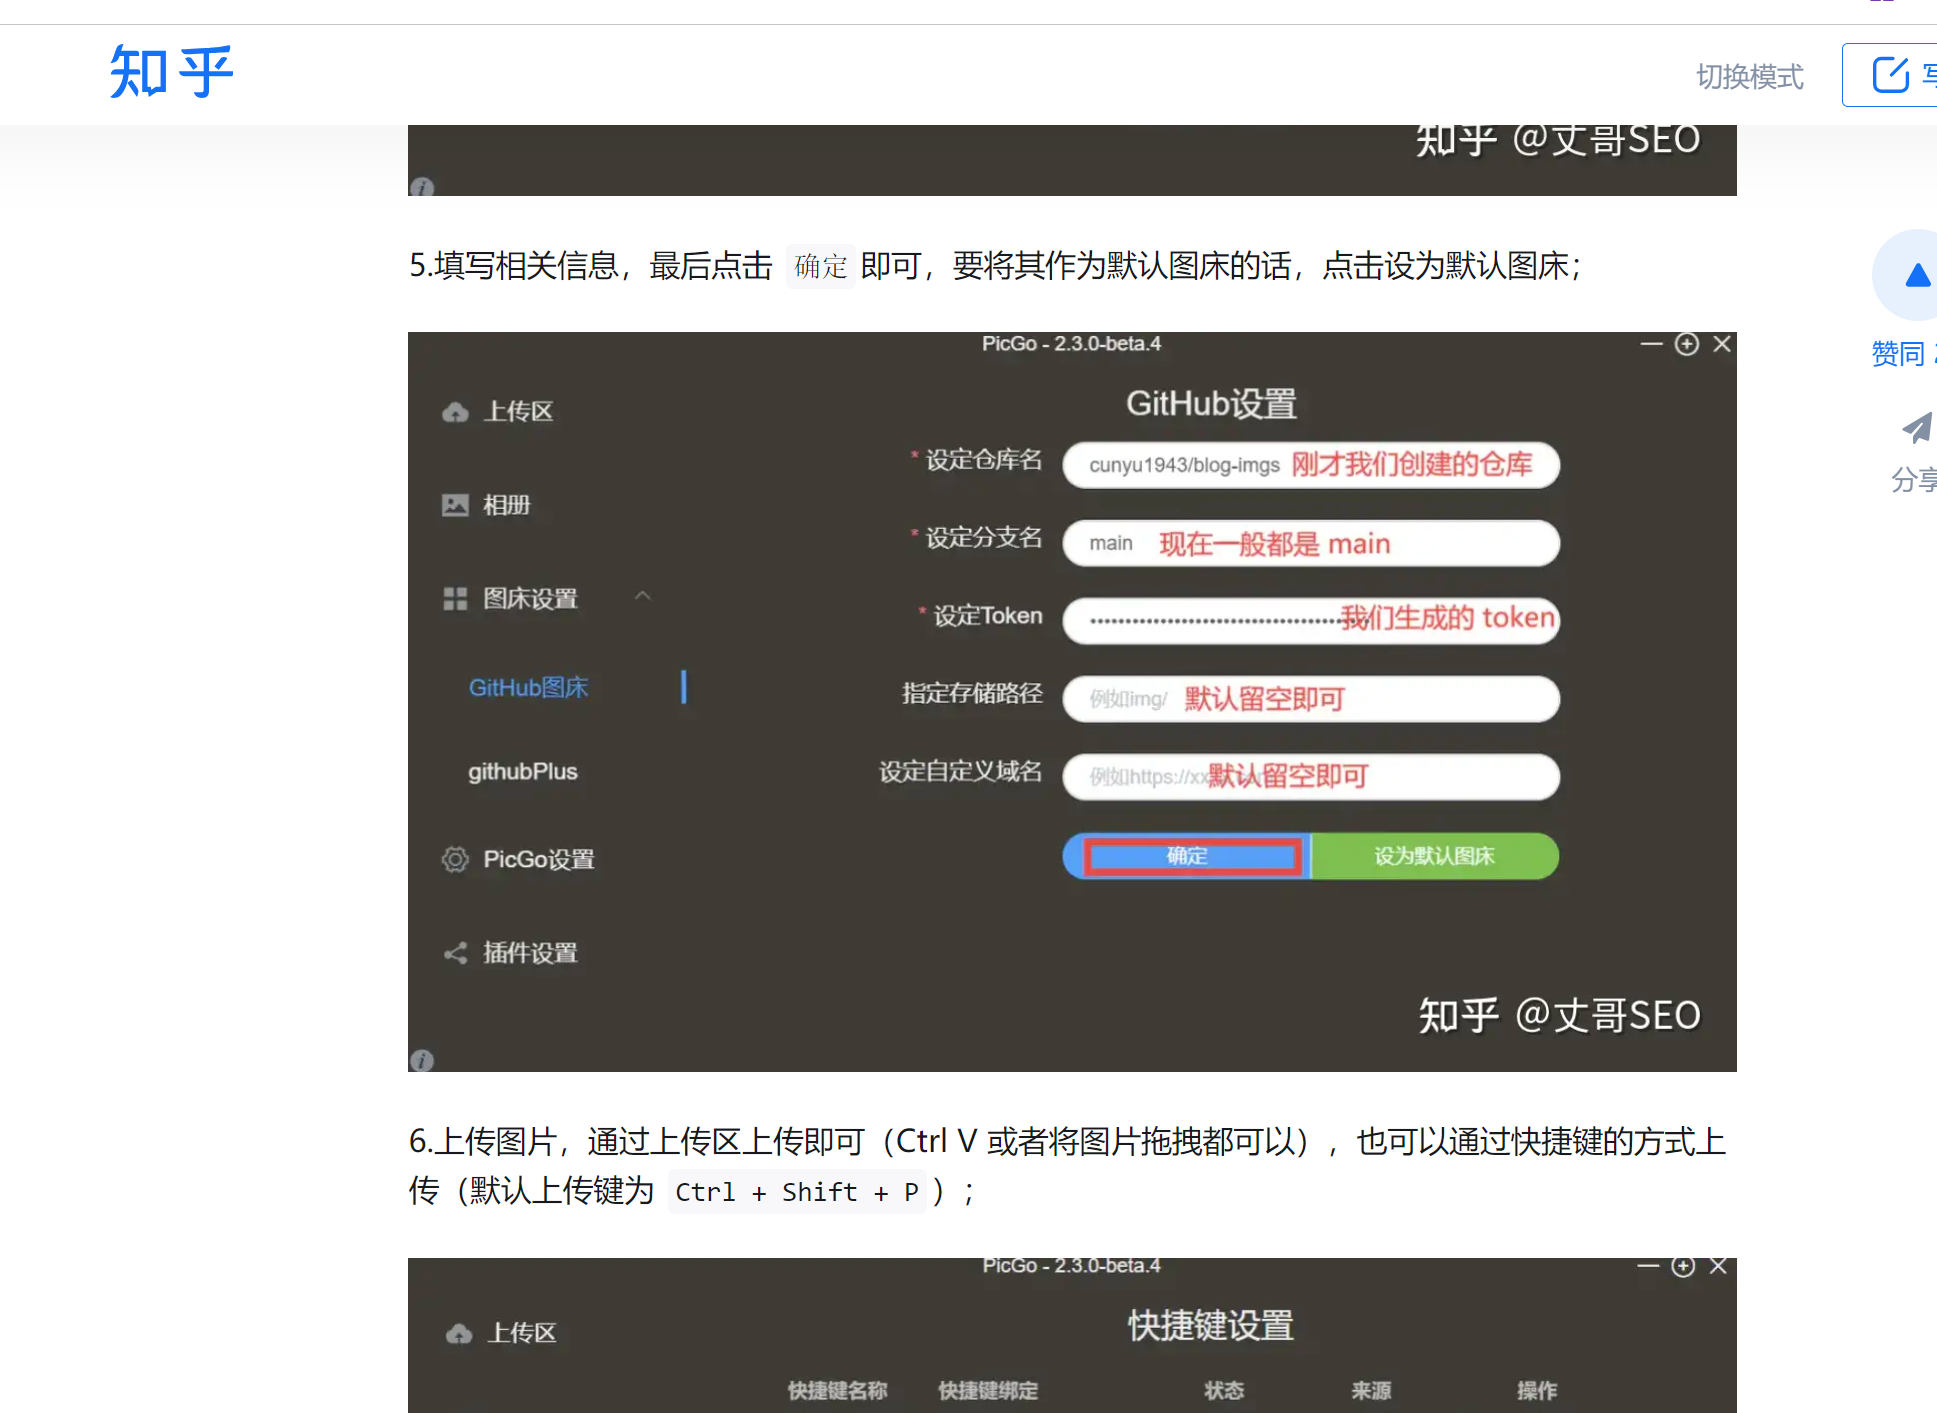 知乎
切换模式
知乎 @丈哥SEO
5.填写相关信息，最后点击 确定 即可，要将其作为默认图床的话，点击设为默认图床；
赞同
分享
PicGo - 2.3.0-beta.4
GitHub设置
上传区
相册
图床设置
GitHub图床
githubPlus
PicGo设置
插件设置
* 设定仓库名 cunyu1943/blog-imgs 刚才我们创建的仓库
* 设定分支名 main 现在一般都是 main
* 设定Token 我们生成的 token
指定存储路径 例如img/ 默认留空即可
设定自定义域名 例如https://xx 默认留空即可
确定 设为默认图床
知乎 @丈哥SEO
6.上传图片，通过上传区上传即可（Ctrl V 或者将图片拖拽都可以），也可以通过快捷键的方式上
传（默认上传键为 Ctrl + Shift + P ）；
PicGo - 2.3.0-beta.4
上传区
快捷键设置
快捷键名称 快捷键绑定 状态 来源 操作